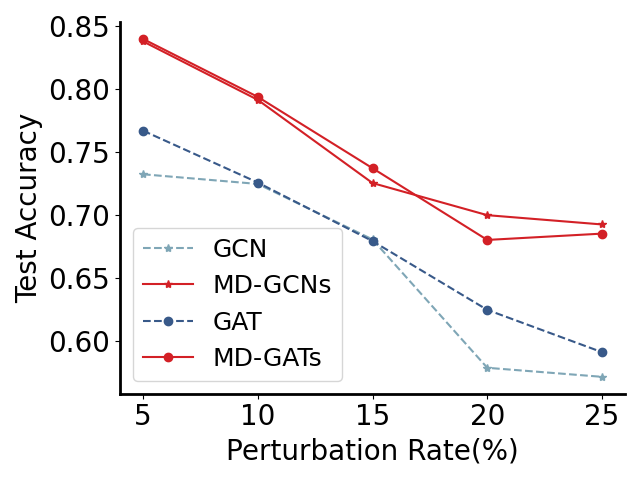 0.85
0.80
0.75
0.70
0.65
0.60
Test Accuracy
GCN
MD-GCNs
GAT
MD-GATs
5 10 15 20 25
Perturbation Rate(%)